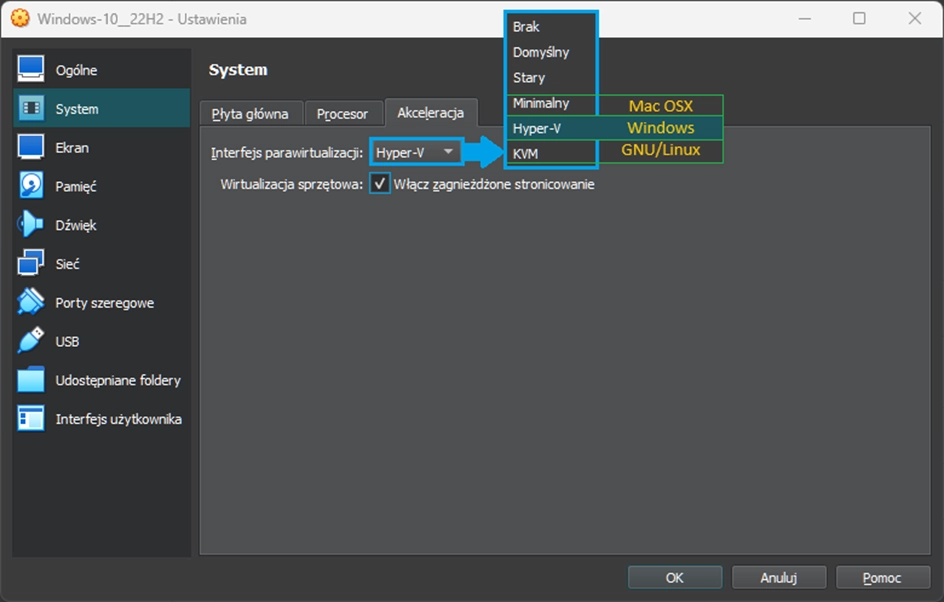 Windows-10__22H2 - Ustawienia
Ogólne
System
Ekran
Pamięć
Dźwięk
Sieć
Porty szeregowe
USB
Udostępniane foldery
Interfejs użytkownika
System
Płyta główna
Procesor
Akceleracja
Interfejs parawirtualizacji:
Hyper-V
Wirtualizacja sprzętowa:
Włącz zagnieżdżone stronicowanie
Brak
Domyślny
Stary
Minimalny Mac OSX
Hyper-V Windows
KVM GNU/Linux
OK
Anuluj
Pomoc